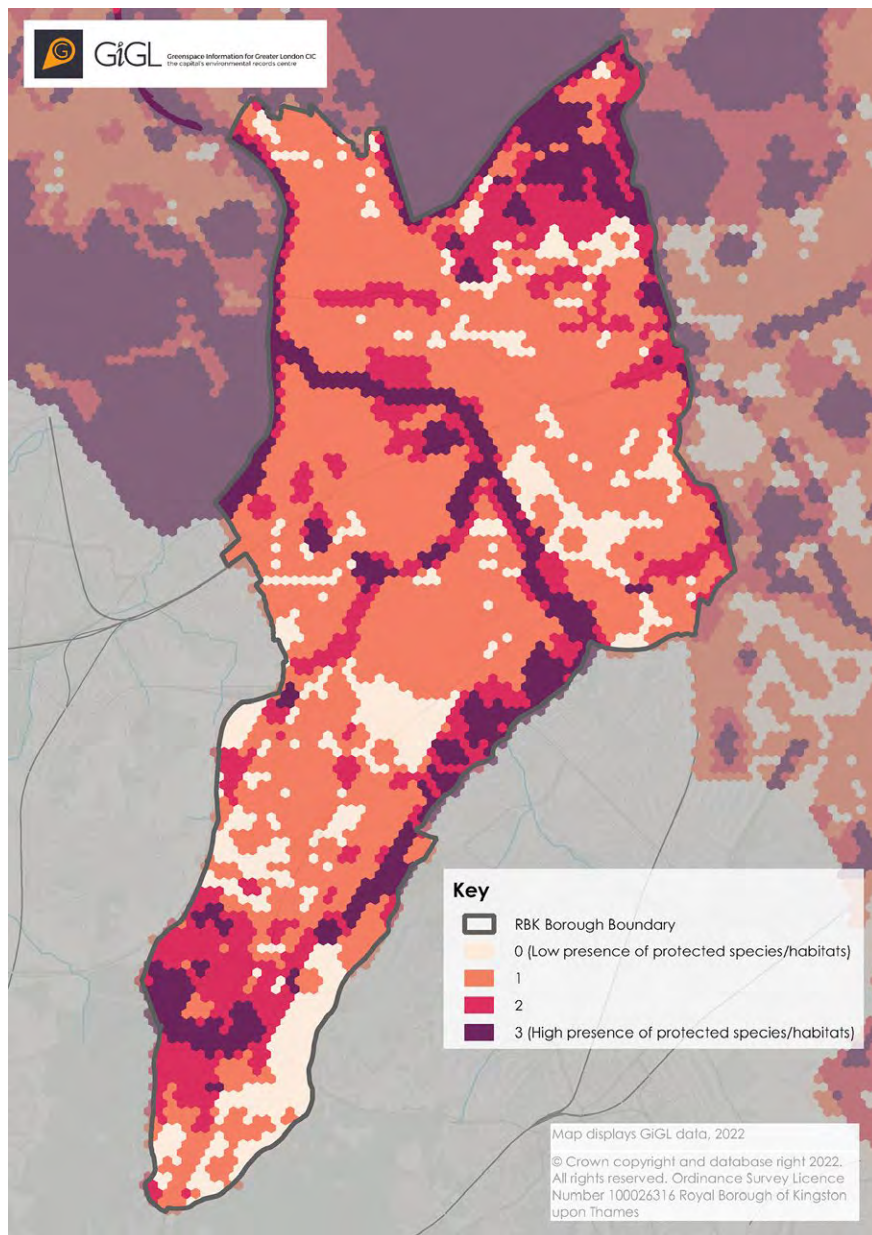 G
GiGL
Greenspace Information for Greater London CIC
the capital's environmental records centre
Key
RBK Borough Boundary
0 (Low presence of protected species/habitats)
1
2
3 (High presence of protected species/habitats)
Map displays GiGL data, 2022
© Crown copyright and database right 2022.
All rights reserved. Ordinance Survey Licence
Number 100026316 Royal Borough of Kingston
upon Thames